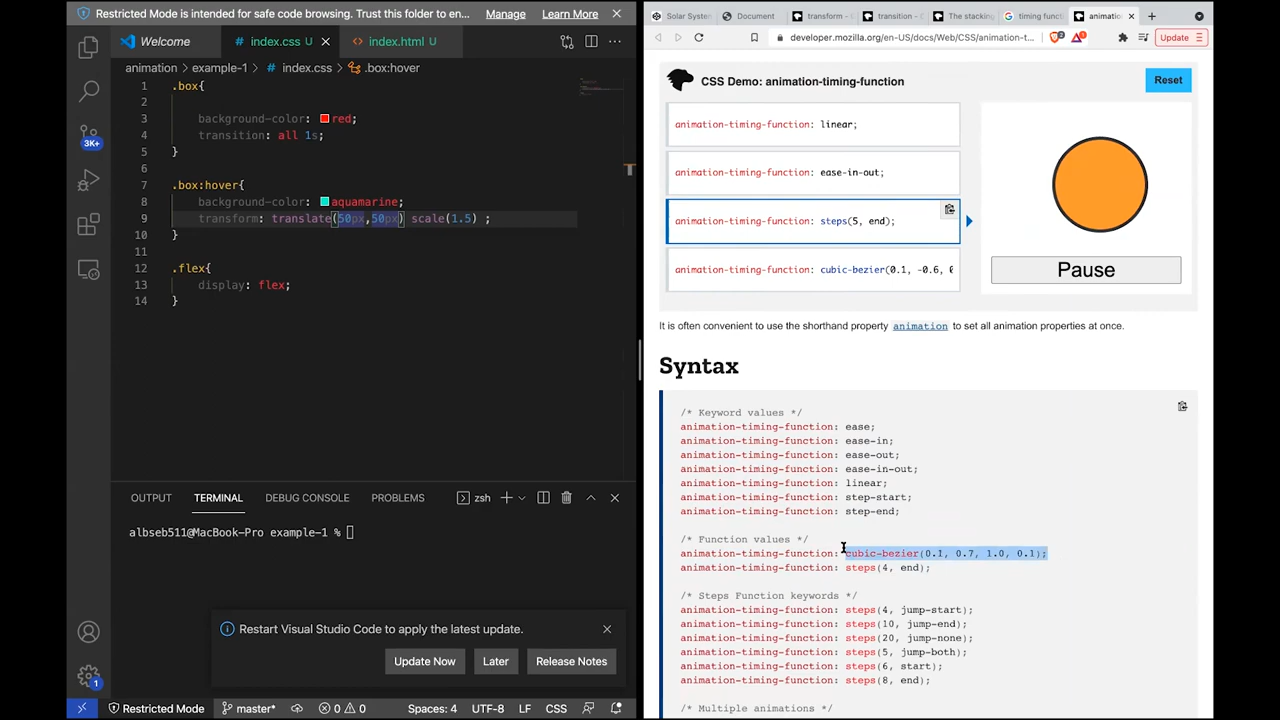 Restricted Mode is intended for safe code browsing. Trust this folder to en... Manage Learn More
Welcome index.css U index.html U
animation > example-1 > # index.css > .box:hover
1 .box{
2
3 background-color: red;
4 transition: all 1s;
5 }
6
7 .box:hover{
8 background-color: aquamarine;
9 transform: translate(50px,50px) scale(1.5) ;
10 }
11
12 .flex{
13 display: flex;
14 }
3K+
OUTPUT TERMINAL DEBUG CONSOLE PROBLEMS zsh
albseb511@MacBook-Pro example-1 %
Restart Visual Studio Code to apply the latest update.
Update Now Later Release Notes
1
Restricted Mode master* 0 0 Spaces: 4 UTF-8 LF CSS
Solar System Document transform - transition - The stacking timing functi animation
developer.mozilla.org/en-US/docs/Web/CSS/animation-t... Update
CSS Demo: animation-timing-function Reset
animation-timing-function: linear;
animation-timing-function: ease-in-out;
animation-timing-function: steps(5, end);
animation-timing-function: cubic-bezier(0.1, -0.6, 0
Pause
It is often convenient to use the shorthand property animation to set all animation properties at once.
Syntax
/* Keyword values */
animation-timing-function: ease;
animation-timing-function: ease-in;
animation-timing-function: ease-out;
animation-timing-function: ease-in-out;
animation-timing-function: linear;
animation-timing-function: step-start;
animation-timing-function: step-end;
/* Function values */
animation-timing-function: cubic-bezier(0.1, 0.7, 1.0, 0.1);
animation-timing-function: steps(4, end);
/* Steps Function keywords */
animation-timing-function: steps(4, jump-start);
animation-timing-function: steps(10, jump-end);
animation-timing-function: steps(20, jump-none);
animation-timing-function: steps(5, jump-both);
animation-timing-function: steps(6, start);
animation-timing-function: steps(8, end);
/* Multiple animations */